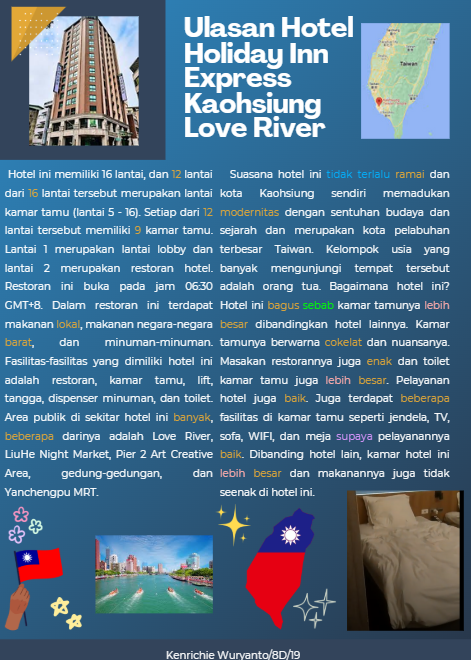 Ulasan Hotel
Holiday Inn
Express
Kaohsiung
Love River
Taiwan
Hotel ini memiliki 16 lantai, dan 12 lantai
dari 16 lantai tersebut merupakan lantai
kamar tamu (lantai 5 - 16). Setiap dari 12
lantai tersebut memiliki 9 kamar tamu.
Lantai 1 merupakan lantai lobby dan
lantai 2 merupakan restoran hotel.
Restoran ini buka pada jam 06:30
GMT+8. Dalam restoran ini terdapat
makanan lokal, makanan negara-negara
barat, dan minuman-minuman.
Fasilitas-fasilitas yang dimiliki hotel ini
adalah restoran, kamar tamu, lift,
tangga, dispenser minuman, dan toilet.
Area publik di sekitar hotel ini banyak,
beberapa darinya adalah Love River,
LiuHe Night Market, Pier 2 Art Creative
Area, gedung-gedungan, dan
Yanchengpu MRT.
Suasana hotel ini tidak terlalu ramai dan
kota Kaohsiung sendiri memadukan
modernitas dengan sentuhan budaya dan
sejarah dan merupakan kota pelabuhan
terbesar Taiwan. Kelompok usia yang
banyak mengunjungi tempat tersebut
adalah orang tua. Bagaimana hotel ini?
Hotel ini bagus sebab kamar tamunya lebih
besar dibandingkan hotel lainnya. Kamar
tamunya berwarna cokelat dan nuansanya.
Masakan restorannya juga enak dan toilet
kamar tamu juga lebih besar. Pelayanan
hotel juga baik. Juga terdapat beberapa
fasilitas di kamar tamu seperti jendela, TV,
sofa, WIFI, dan meja supaya pelayanannya
baik. Dibanding hotel lain, kamar hotel ini
lebih besar dan makanannya juga tidak
seenak di hotel ini.
Kenrichie Wuryanto/8D/19